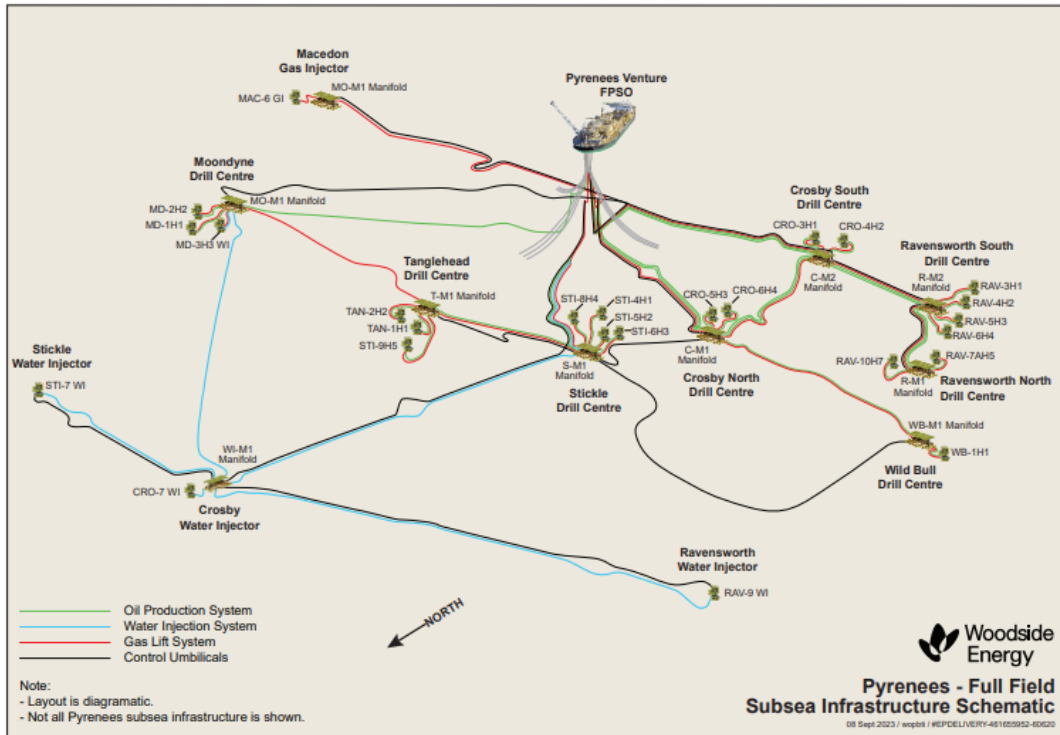 Macedon
Gas Injector
MO-M1 Manifold
MAC-6 GI
Pyrenees Venture
FPSO
Moondyne
Drill Centre
MO-M1 Manifold
MD-2H2
MD-1H1
MD-3H3 WI
Crosby South
Drill Centre
CRO-3H1
CRO-4H2
C-M2
Manifold
Ravensworth South
Drill Centre
R-M2
Manifold
RAV-3H1
RAV-4H2
RAV-5H3
RAV-6H4
Tanglehead
Drill Centre
T-M1 Manifold
TAN-2H2
TAN-1H1
STI-9H5
STI-8H4
STI-4H1
STI-5H2
STI-6H3
S-M1
Manifold
Stickle
Drill Centre
CRO-5H3
CRO-6H4
C-M1
Manifold
Crosby North
Drill Centre
RAV-10H7
RAV-7AH5
R-M1
Manifold
Ravensworth North
Drill Centre
Stickle
Water Injector
STI-7 WI
WB-M1 Manifold
WB-1H1
Wild Bull
Drill Centre
WI-M1
Manifold
CRO-7 WI
Crosby
Water Injector
Ravensworth
Water Injector
RAV-9 WI
NORTH
Oil Production System
Water Injection System
Gas Lift System
Control Umbilicals
Note:
- Layout is diagramatic.
- Not all Pyrenees subsea infrastructure is shown.
Woodside
Energy
Pyrenees - Full Field
Subsea Infrastructure Schematic
08 Sept 2023 / wopbti / #EPDELIVERY-461655952-60620